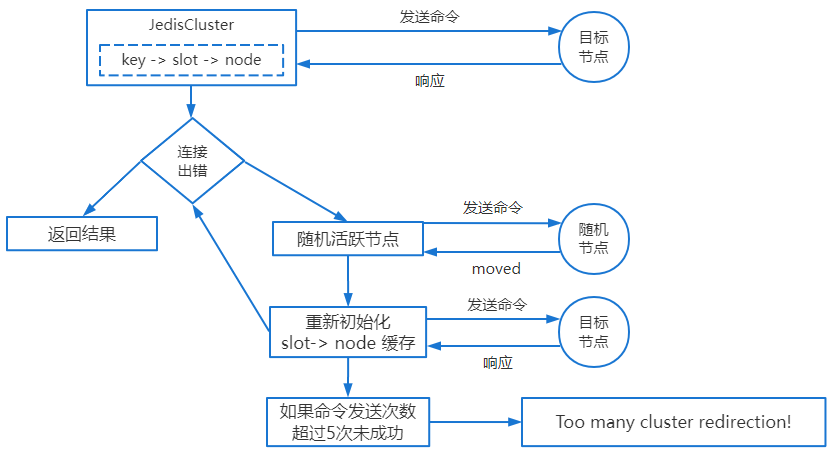 JedisCluster
key -> slot -> node
发送命令
响应
目标
节点
连接
出错
返回结果
随机活跃节点
发送命令
moved
随机
节点
重新初始化
slot-> node 缓存
发送命令
响应
目标
节点
如果命令发送次数
超过5次未成功
Too many cluster redirection!